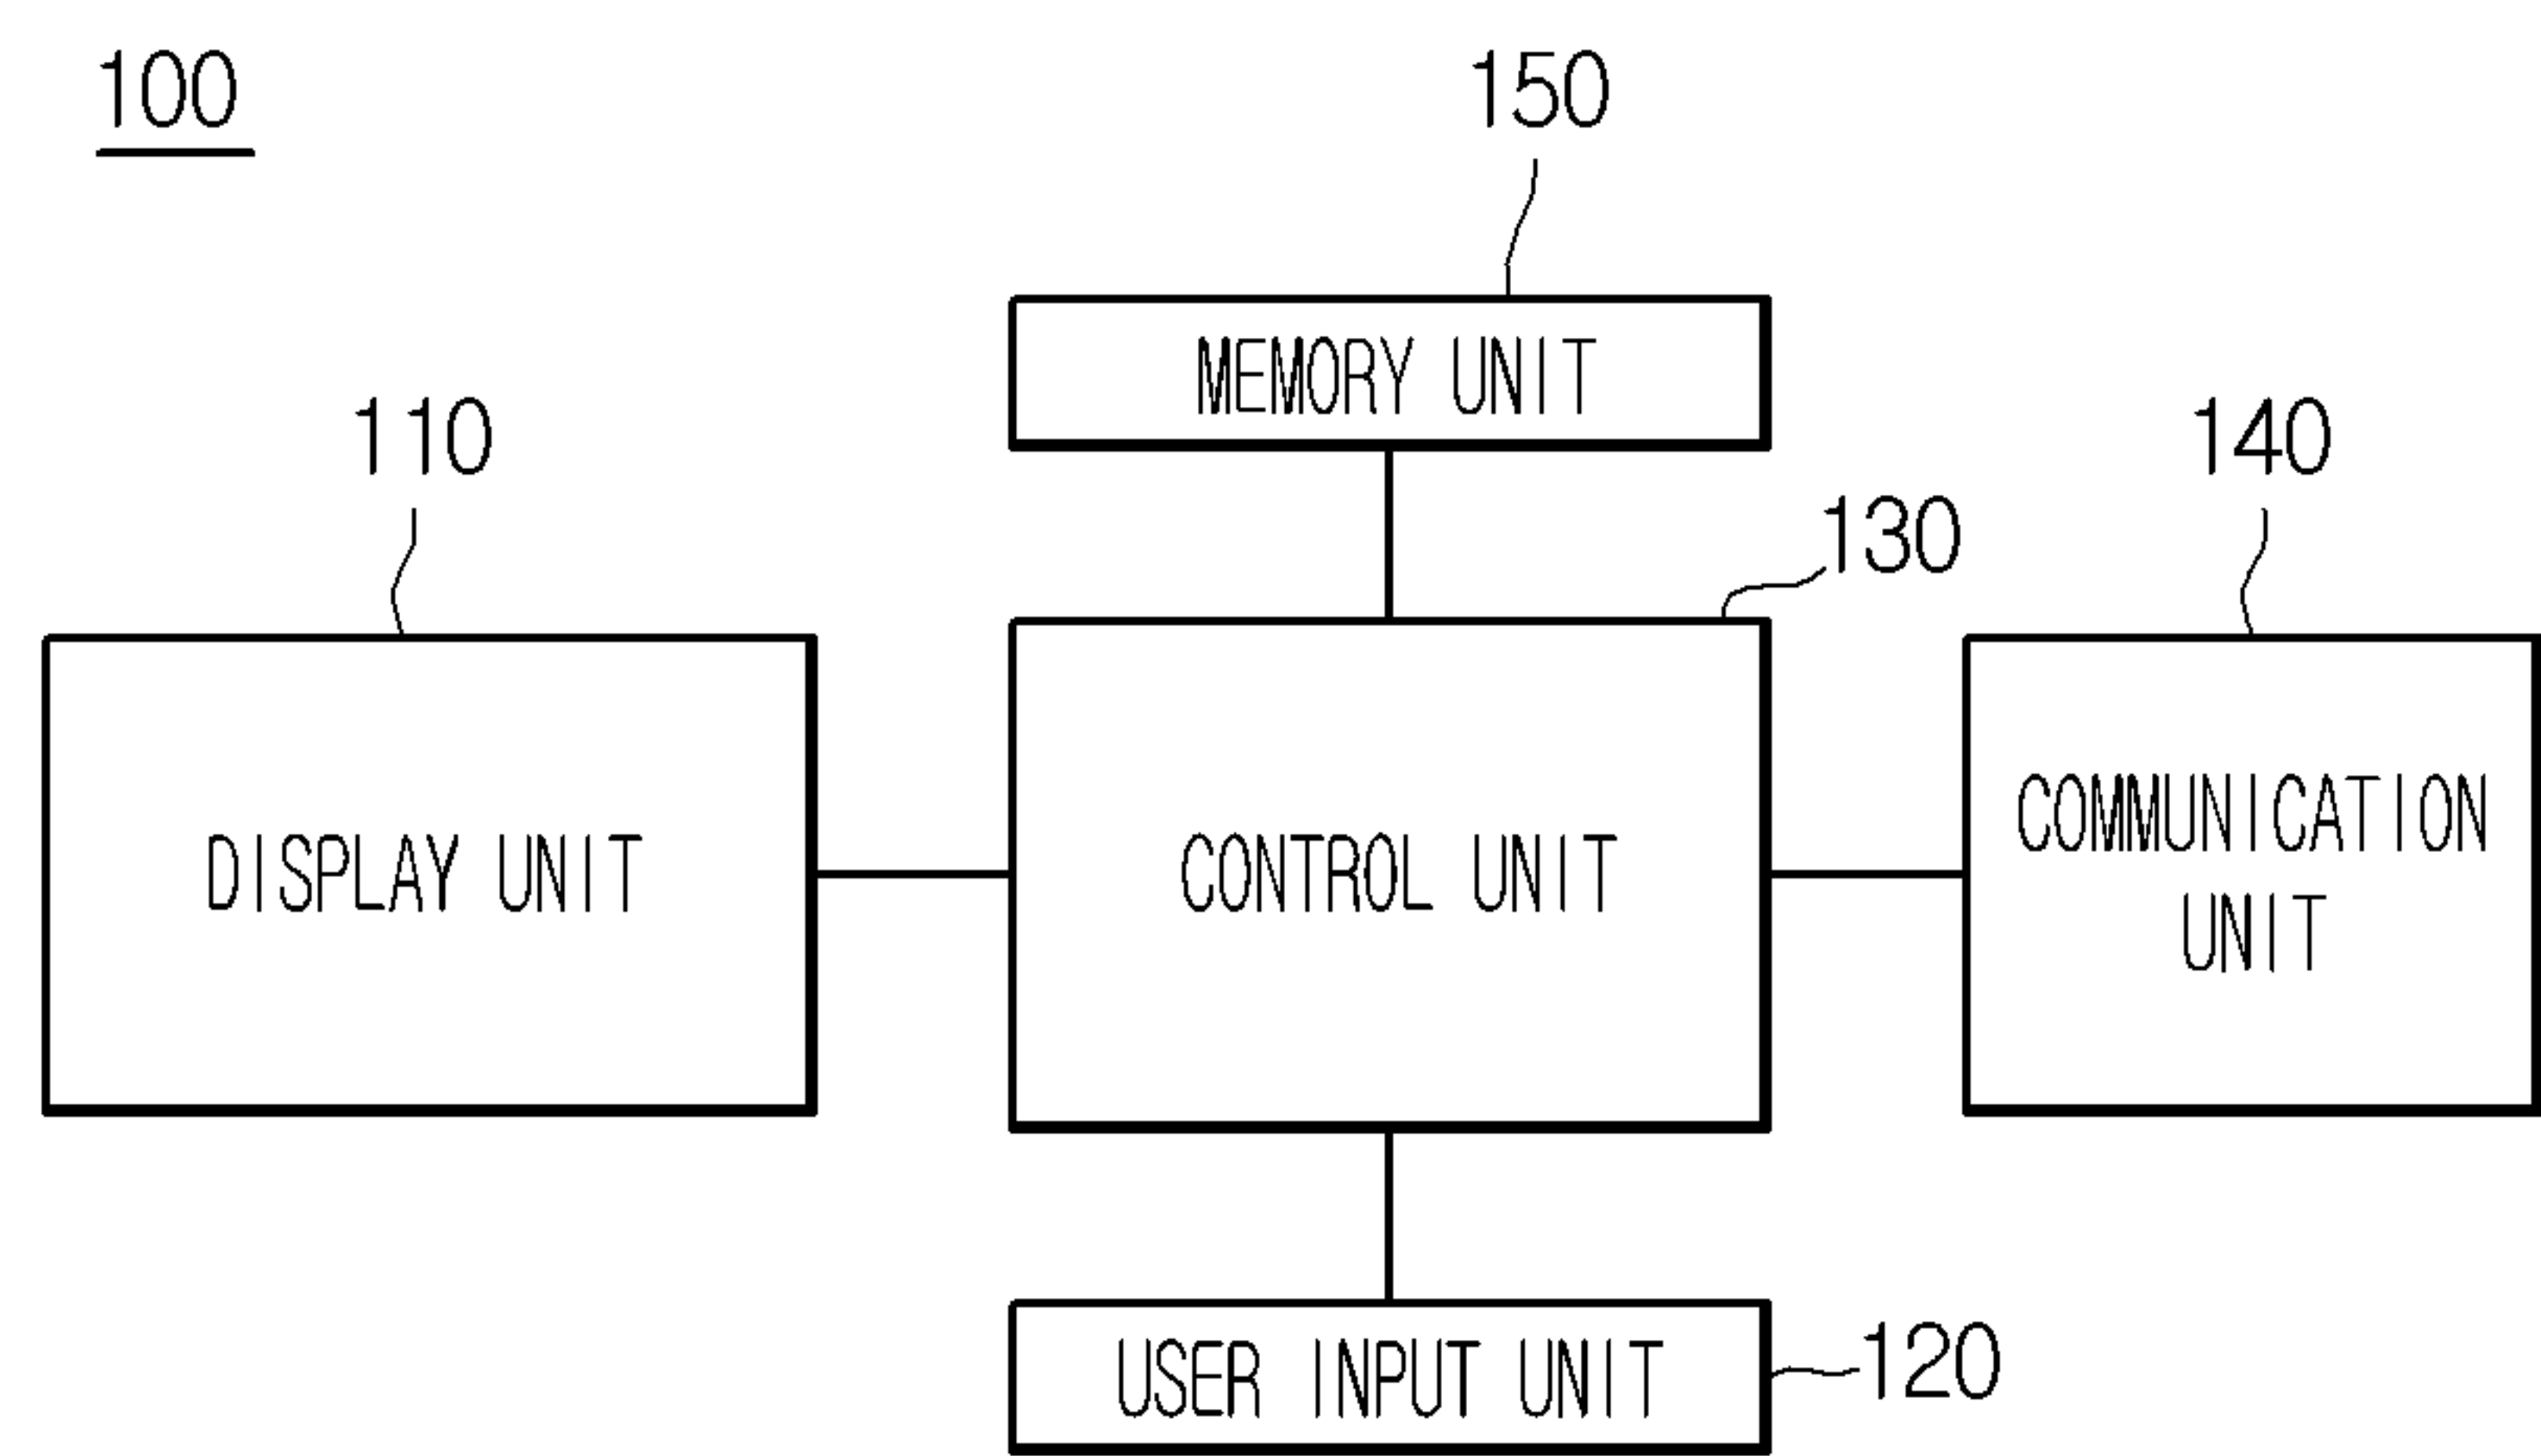 100
150
MEMORY UNIT
110
140
130
DISPLAY UNIT
CONTROL UNIT
COMMUNICATION
UNIT
USER INPUT UNIT
120